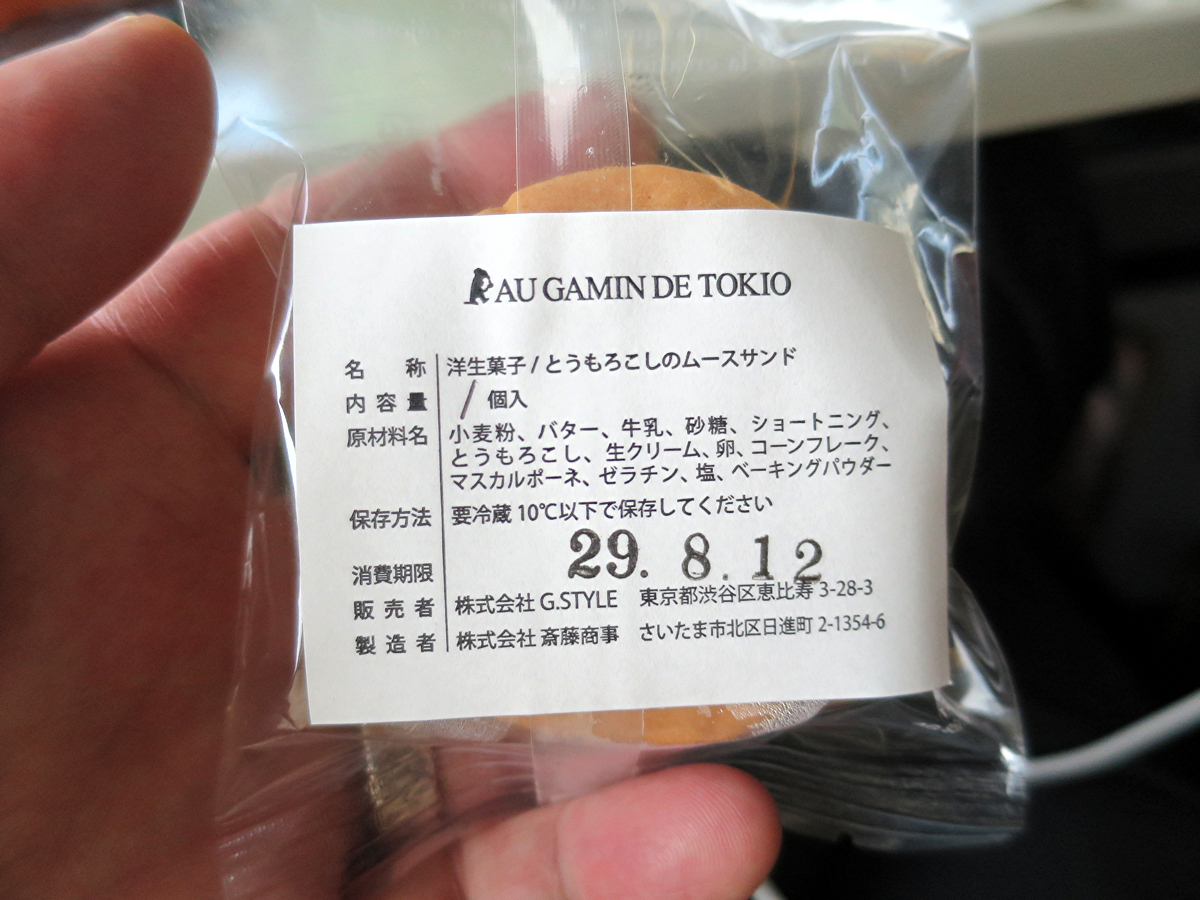 AU GAMIN DE TOKIO
名称 洋生菓子/とうもろこしのムースサンド
内容量 / 個入
原材料名 小麦粉、バター、牛乳、砂糖、ショートニング、
とうもろこし、生クリーム、卵、コーンフレーク、
マスカルポーネ、ゼラチン、塩、ベーキングパウダー
保存方法 要冷蔵 10℃以下で保存してください
消費期限 29. 8. 12
販売者 株式会社 G.STYLE 東京都渋谷区恵比寿 3-28-3
製造者 株式会社 斎藤商事 さいたま市北区日進町 2-1354-6